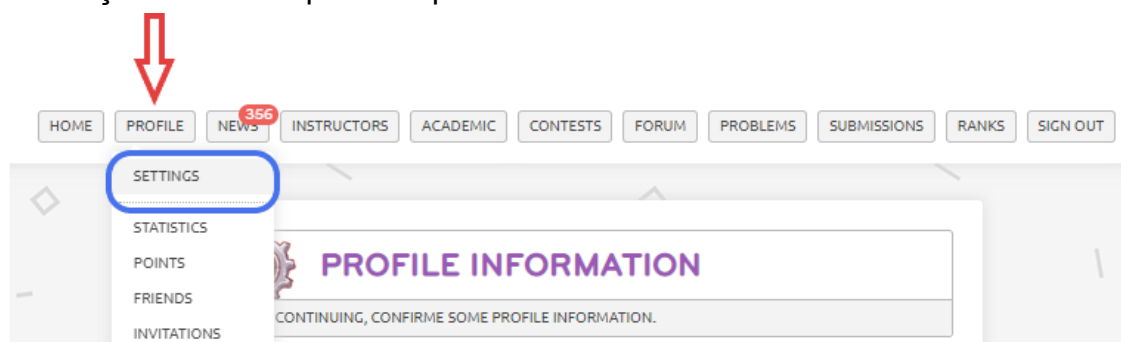 HOME PROFILE NEWS 356 INSTRUCTORS ACADEMIC CONTESTS FORUM PROBLEMS SUBMISSIONS RANKS SIGN OUT
SETTINGS
STATISTICS
POINTS
FRIENDS
INVITATIONS
PROFILE INFORMATION
CONTINUING, CONFIRME SOME PROFILE INFORMATION.